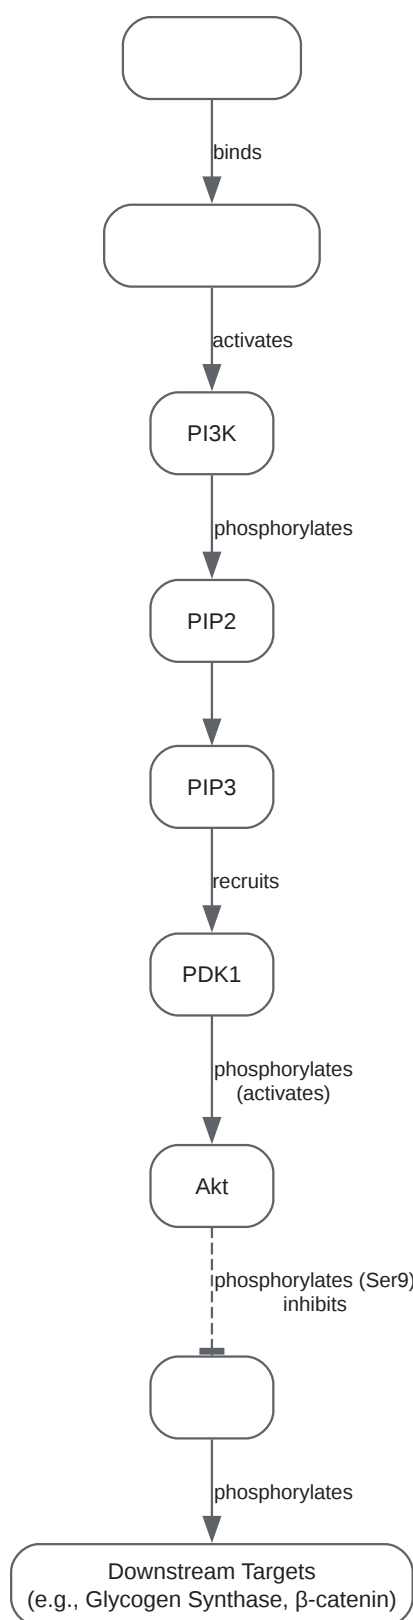 binds
activates
PI3K
phosphorylates
PIP2
PIP3
recruits
PDK1
phosphorylates
(activates)
Akt
phosphorylates (Ser9)
inhibits
phosphorylates
Downstream Targets
(e.g., Glycogen Synthase, β-catenin)